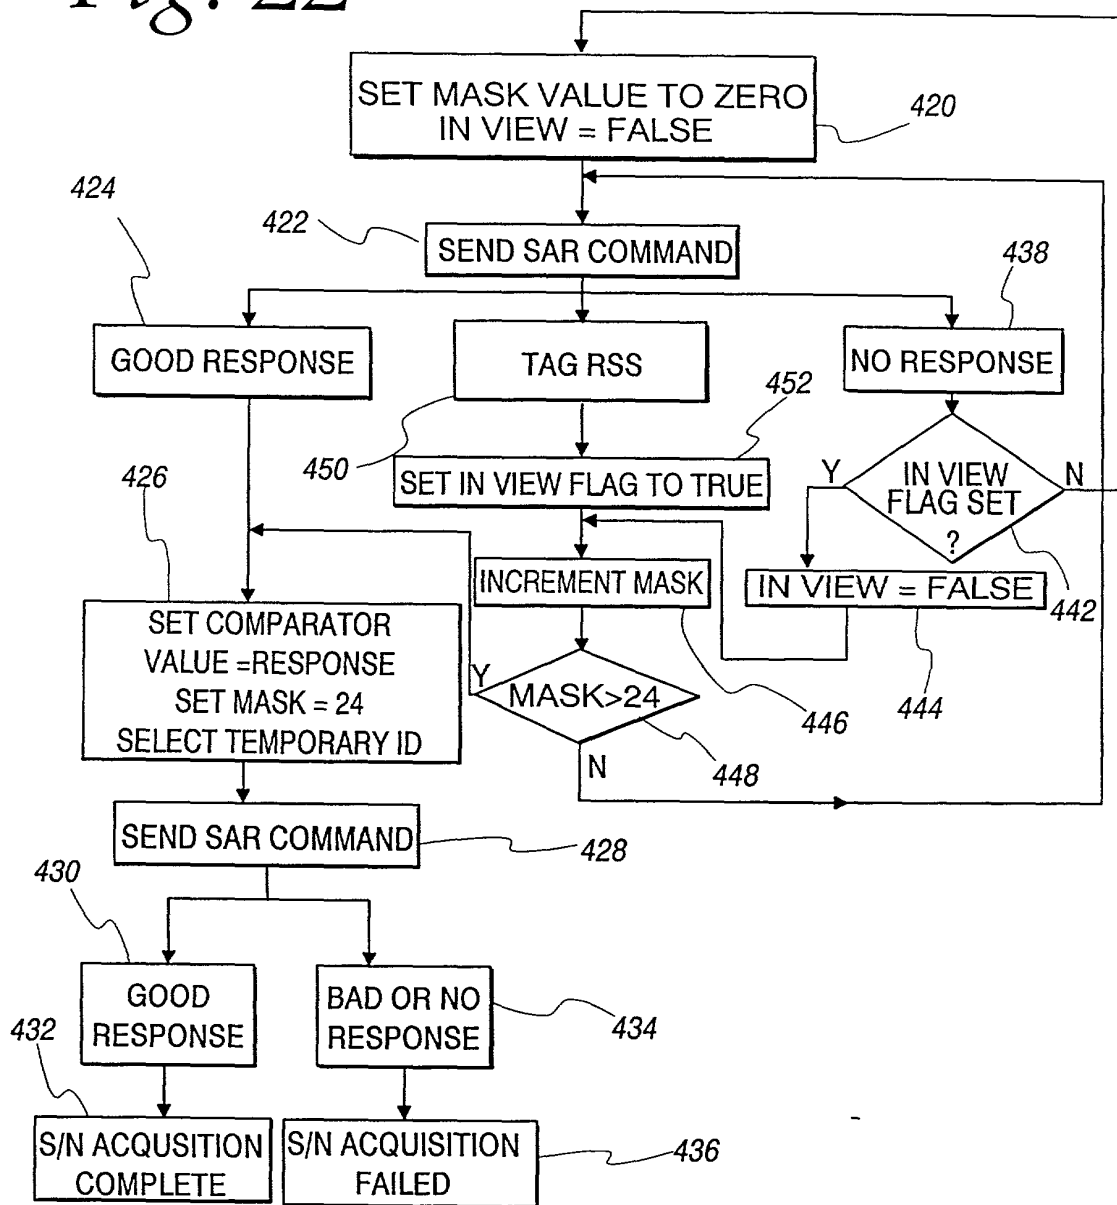 Fig. 22
SET MASK VALUE TO ZERO
IN VIEW = FALSE
420
424
422
SEND SAR COMMAND
438
GOOD RESPONSE
TAG RSS
NO RESPONSE
452
450
426
SET IN VIEW FLAG TO TRUE
Y
IN VIEW
FLAG SET
?
N
INCREMENT MASK
IN VIEW = FALSE
442
SET COMPARATOR
VALUE =RESPONSE
SET MASK = 24
SELECT TEMPORARY ID
Y
MASK>24
446
444
N
448
SEND SAR COMMAND
428
430
GOOD
RESPONSE
BAD OR NO
RESPONSE
434
432
S/N ACQUSITION
COMPLETE
S/N ACQUISITION
FAILED
436